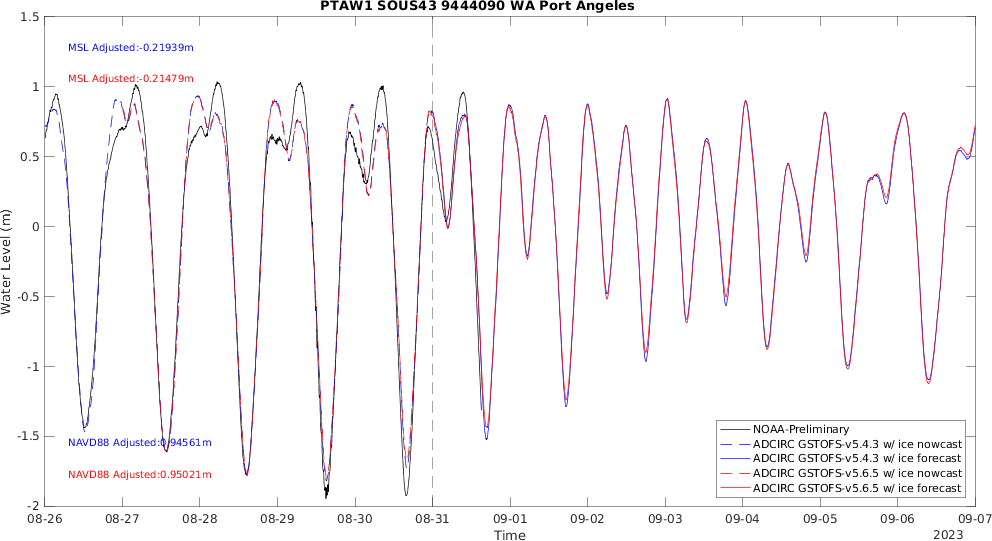 PTAW1 SOUS43 9444090 WA Port Angeles
1.5
MSL Adjusted:-0.21939m
MSL Adjusted:-0.21479m
1
0.5
0
-0.5
-1
-1.5
-2
Water Level (m)
NAVD88 Adjusted:0.94561m
NAVD88 Adjusted:0.95021m
NOAA-Preliminary
ADCIRC GSTOFS-v5.4.3 w/ ice nowcast
ADCIRC GSTOFS-v5.4.3 w/ ice forecast
ADCIRC GSTOFS-v5.6.5 w/ ice nowcast
ADCIRC GSTOFS-v5.6.5 w/ ice forecast
08-26 08-27 08-28 08-29 08-30 08-31 09-01 09-02 09-03 09-04 09-05 09-06 09-07
Time
2023